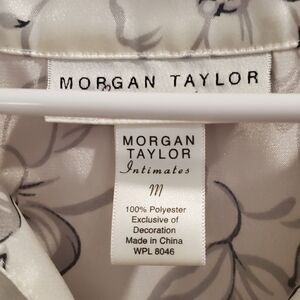 MORGAN TAYLOR
MORGAN
TAYLOR
Intimates
M
100% Polyester
Exclusive of
Decoration
Made in China
WPL 8046